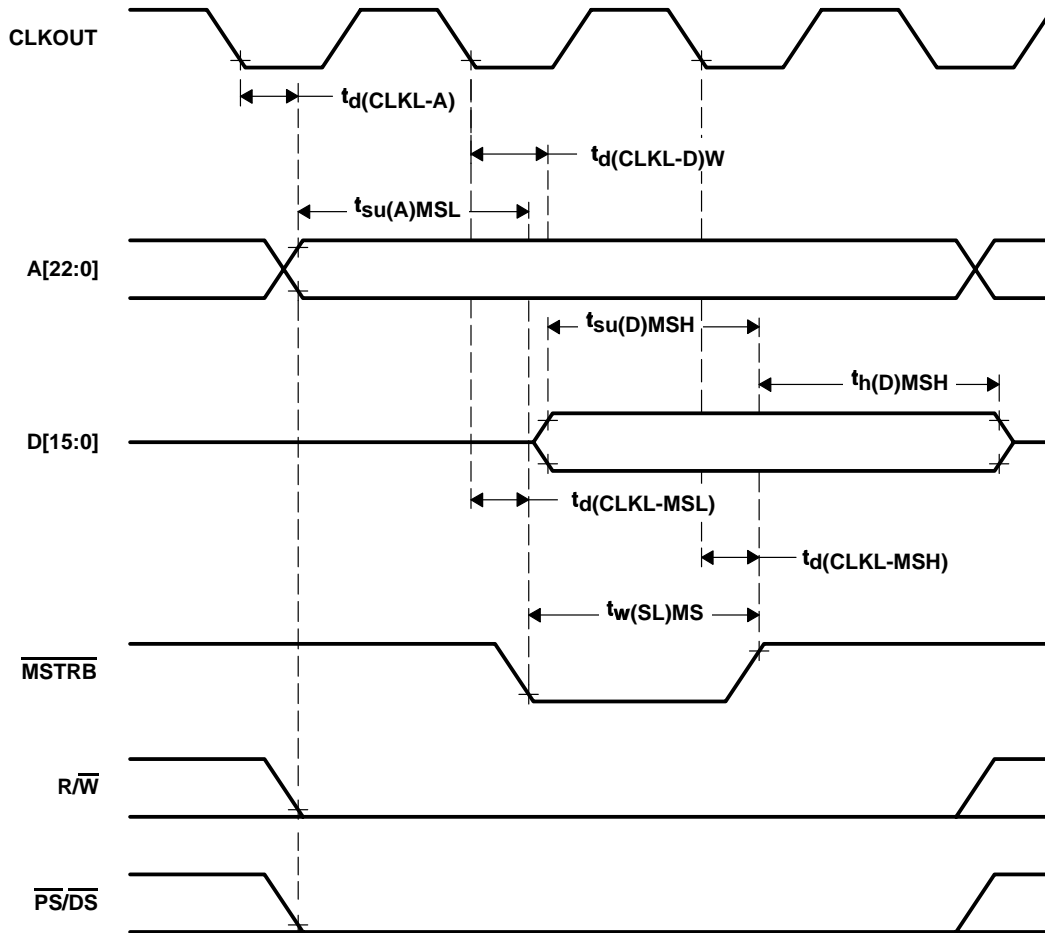 CLKOUT
td(CLKL-A)
td(CLKL-D)W
tsu(A)MSL
A[22:0]
tsu(D)MSH
th(D)MSH
D[15:0]
td(CLKL-MSL)
td(CLKL-MSH)
tw(SL)MS
MSTRB
R/W
PS/DS